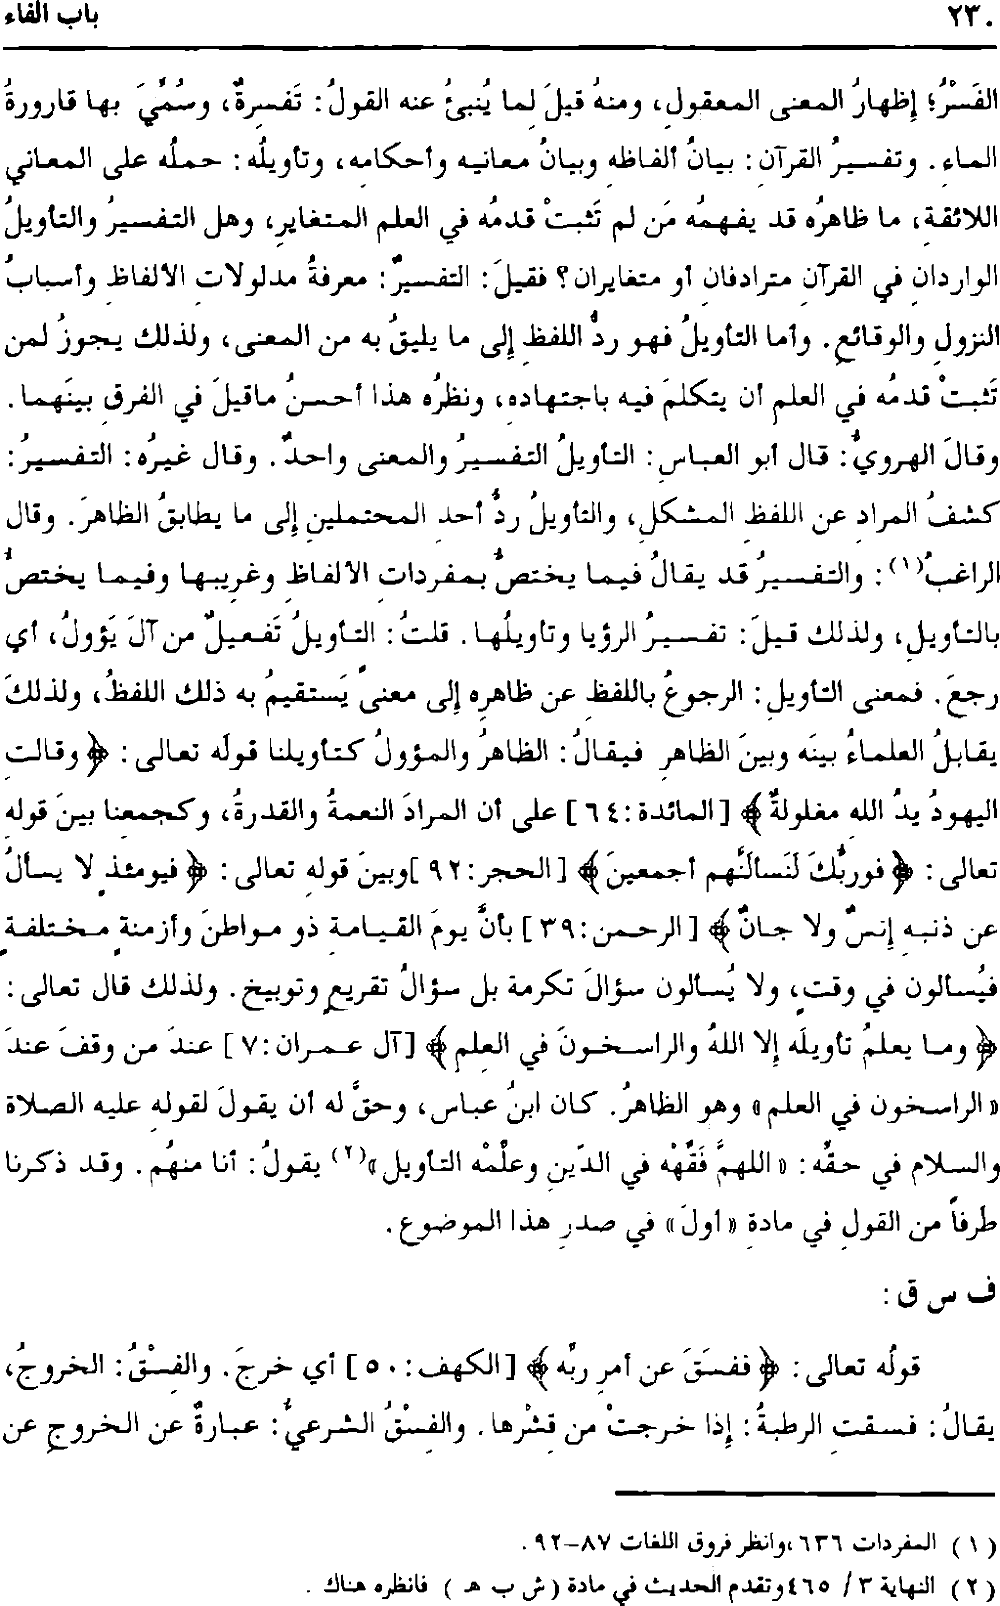 ٢٣٠ باب الفاء
الفَسْرُ؛ إظهارُ المعنى المعقولِ، ومنهُ قيلَ لما يُنبئُ عنه القولُ: تَفسِرةٌ، وسُمِّيَ بها قارورةُ
الماءِ. وتفسيرُ القرآنِ: بيانُ ألفاظه وبيانُ معانيه وأحكامِه، وتأويلُه: حملُه على المعاني
اللائقةِ، ما ظاهرُه قد يفهمُه مَن لم تَثبتْ قدمُه في العلم المتغايرِ، وهل التفسيرُ والتأويلُ
الواردانِ في القرآنِ مترادفانِ أو متغايران؟ فقيلَ: التفسيرُ: معرفةُ مدلولاتِ الألفاظِ وأسبابُ
النزولِ والوقائعِ. وأما التأويلُ فهو ردُّ اللفظِ إلى ما يليقُ به من المعنى، ولذلك يجوزُ لمن
تَثبتْ قدمُه في العلم أن يتكلمَ فيه باجتهادهِ، ونظرُه هذا أحسنُ ماقيلَ في الفرقِ بينَهما.
وقالَ الهرويُّ: قال أبو العباسِ: التأويلُ التفسيرُ والمعنى واحدٌ. وقال غيرُه: التفسيرُ:
كشفُ المرادِ عن اللفظِ المشكلِ، والتأويلُ ردُّ أحدِ المحتملينِ إلى ما يطابقُ الظاهرَ. وقال
الراغبُ(١): والتفسيرُ قد يقالُ فيما يختصُّ بمفرداتِ الألفاظِ وغريبها وفيما يختصُّ
بالتأويلِ، ولذلك قيلَ: تفسيرُ الرؤيا وتأويلُها. قلتُ: التأويلُ تَفعيلٌ من آلَ يَؤولُ، أي
رجعَ. فمعنى التأويلِ: الرجوعُ باللفظِ عن ظاهرِه إلى معنىً يَستقيمُ به ذلك اللفظُ، ولذلكَ
يقابلُ العلماءُ بينَه وبينَ الظاهرِ فيقالُ: الظاهرُ والمؤولُ كتأويلنا قولَه تعالى: ﴿وقالتِ
اليهودُ يدُ اللهِ مغلولةٌ﴾ [المائدة:٦٤] على أن المرادَ النعمةُ والقدرةُ، وكجمعِنا بينَ قولهِ
تعالى: ﴿فوربِّكَ لَنَسألنَّهم أجمعينَ﴾ [الحجر:٩٢]وبينَ قولهِ تعالى: ﴿فيومئذٍ لا يسألُ
عن ذنبهِ إنسٌ ولا جانٌّ﴾ [الرحمن:٣٩] بأنَّ يومَ القيامةِ ذو مواطنَ وأزمنةٍ مختلفةٍ
فيُسألون في وقتٍ، ولا يُسألون سؤالَ تكرمة بل سؤالُ تقريعٍ وتوبيخ. ولذلك قال تعالى:
﴿وما يعلمُ تأويلَه إلا اللهُ والراسخونَ في العلمِ﴾ [آل عمران:٧] عندَ من وقفَ عندَ
«الراسخون في العلم» وهو الظاهرُ. كان ابنُ عباس، وحقَّ له أن يقولَ لقولهِ عليه الصلاة
والسلام في حقِّه: «اللهمَّ فَقِّهْه في الدِّينِ وعلِّمْه التأويل»(٢) يقولُ: أنا منهُم. وقد ذكرنا
طرفاً من القولِ في مادةِ «أولَ» في صدرِ هذا الموضوع.
ف س ق:
قولُه تعالى: ﴿ففسَقَ عن أمرِ ربِّه﴾ [الكهف:٥٠] أي خرجَ. والفِسْقُ: الخروجُ،
يقالُ: فسقتِ الرطبةُ: إذا خرجتْ من قِشْرِها. والفِسْقُ الشرعيُّ: عبارةٌ عن الخروجِ عن
(١) المفردات ٦٣٦،وانظر فروق اللغات ٨٧-٩٢.
(٢) النهاية ٣/ ٤٦٥وتقدم الحديث في مادة (ش ب هـ) فانظره هناك.